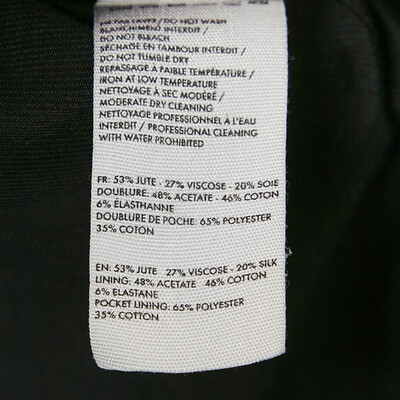 NE PAS LAVER / DO NOT WASH
BLANCHIMENT INTERDIT /
DO NOT BLEACH
SÉCHAGE EN TAMBOUR INTERDIT /
DO NOT TUMBLE DRY
REPASSAGE À FAIBLE TEMPÉRATURE /
IRON AT LOW TEMPERATURE
NETTOYAGE À SEC MODÉRÉ /
MODERATE DRY CLEANING
NETTOYAGE PROFESSIONNEL À L'EAU
INTERDIT / PROFESSIONAL CLEANING
WITH WATER PROHIBITED
FR: 53% JUTE - 27% VISCOSE - 20% SOIE
DOUBLURE: 48% ACETATE - 46% COTON
6% ÉLASTHANNE
DOUBLURE DE POCHE: 65% POLYESTER
35% COTON
EN: 53% JUTE 27% VISCOSE - 20% SILK
LINING: 48% ACETATE 46% COTTON
6% ELASTANE
POCKET LINING: 65% POLYESTER
35% COTTON